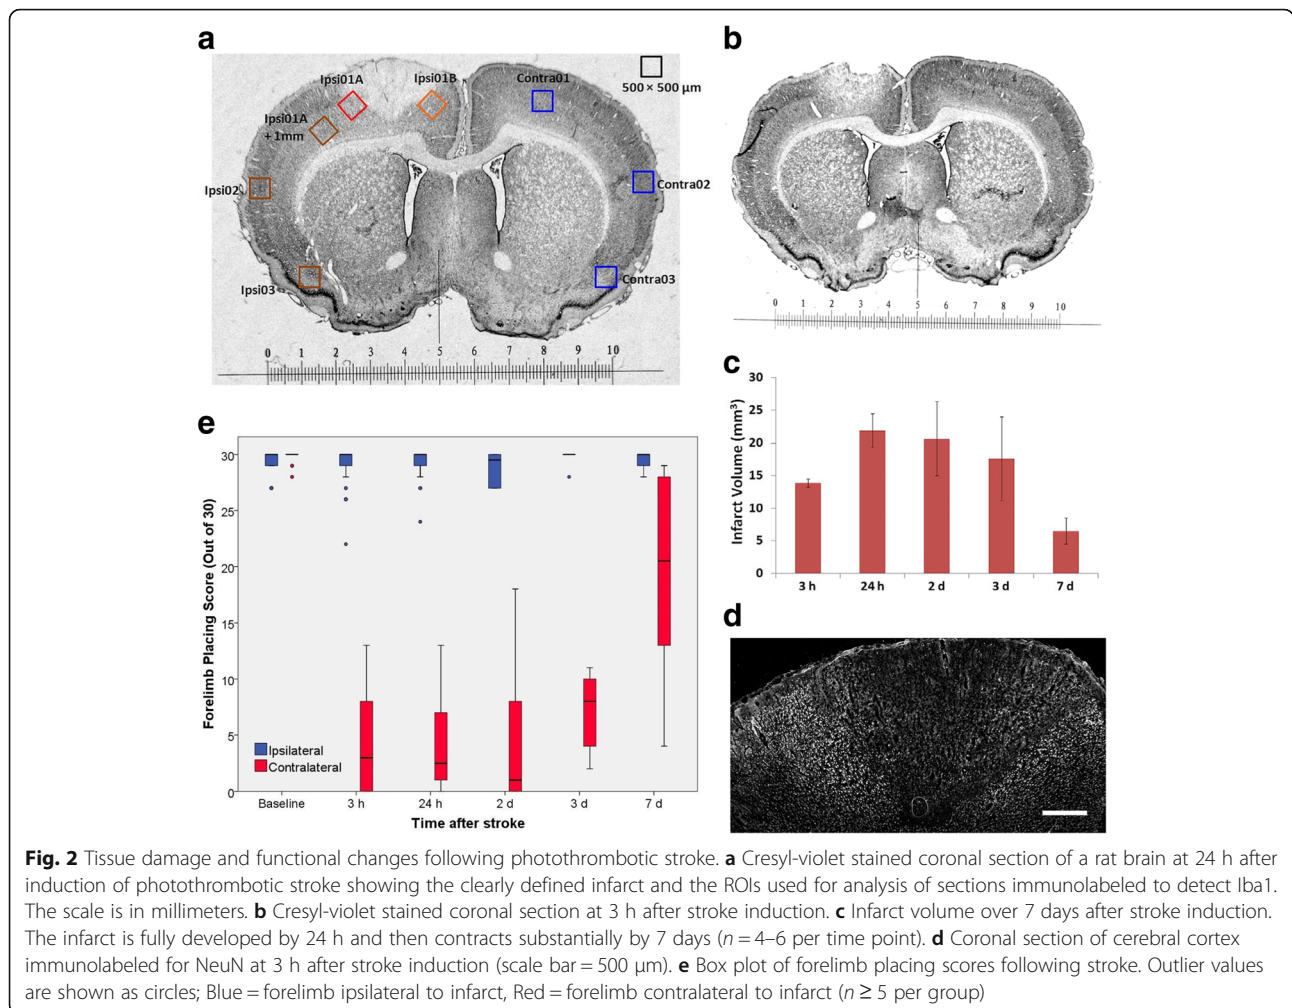 a
Ipsi01A
Ipsi01B
Contra01
500 × 500 µm
Ipsi01A
+1mm
Ipsi02
Contra02
Ipsi03
Contra03
0 1 2 3 4 5 6 7 8 9 10
b
0 1 2 3 4 5 6 7 8 9 10
c
Infarct Volume (mm³)
30
25
20
15
10
5
0
3 h 24 h 2 d 3 d 7 d
d
e
Forelimb Placing Score (Out of 30)
30
25
20
15
10
5
0
Ipsilateral
Contralateral
Baseline 3 h 24 h 2 d 3 d 7 d
Time after stroke
Fig. 2 Tissue damage and functional changes following photothrombotic stroke. a Cresyl-violet stained coronal section of a rat brain at 24 h after
induction of photothrombotic stroke showing the clearly defined infarct and the ROIs used for analysis of sections immunolabeled to detect Iba1.
The scale is in millimeters. b Cresyl-violet stained coronal section at 3 h after stroke induction. c Infarct volume over 7 days after stroke induction.
The infarct is fully developed by 24 h and then contracts substantially by 7 days (n = 4–6 per time point). d Coronal section of cerebral cortex
immunolabeled for NeuN at 3 h after stroke induction (scale bar = 500 µm). e Box plot of forelimb placing scores following stroke. Outlier values
are shown as circles; Blue = forelimb ipsilateral to infarct, Red = forelimb contralateral to infarct (n ≥ 5 per group)